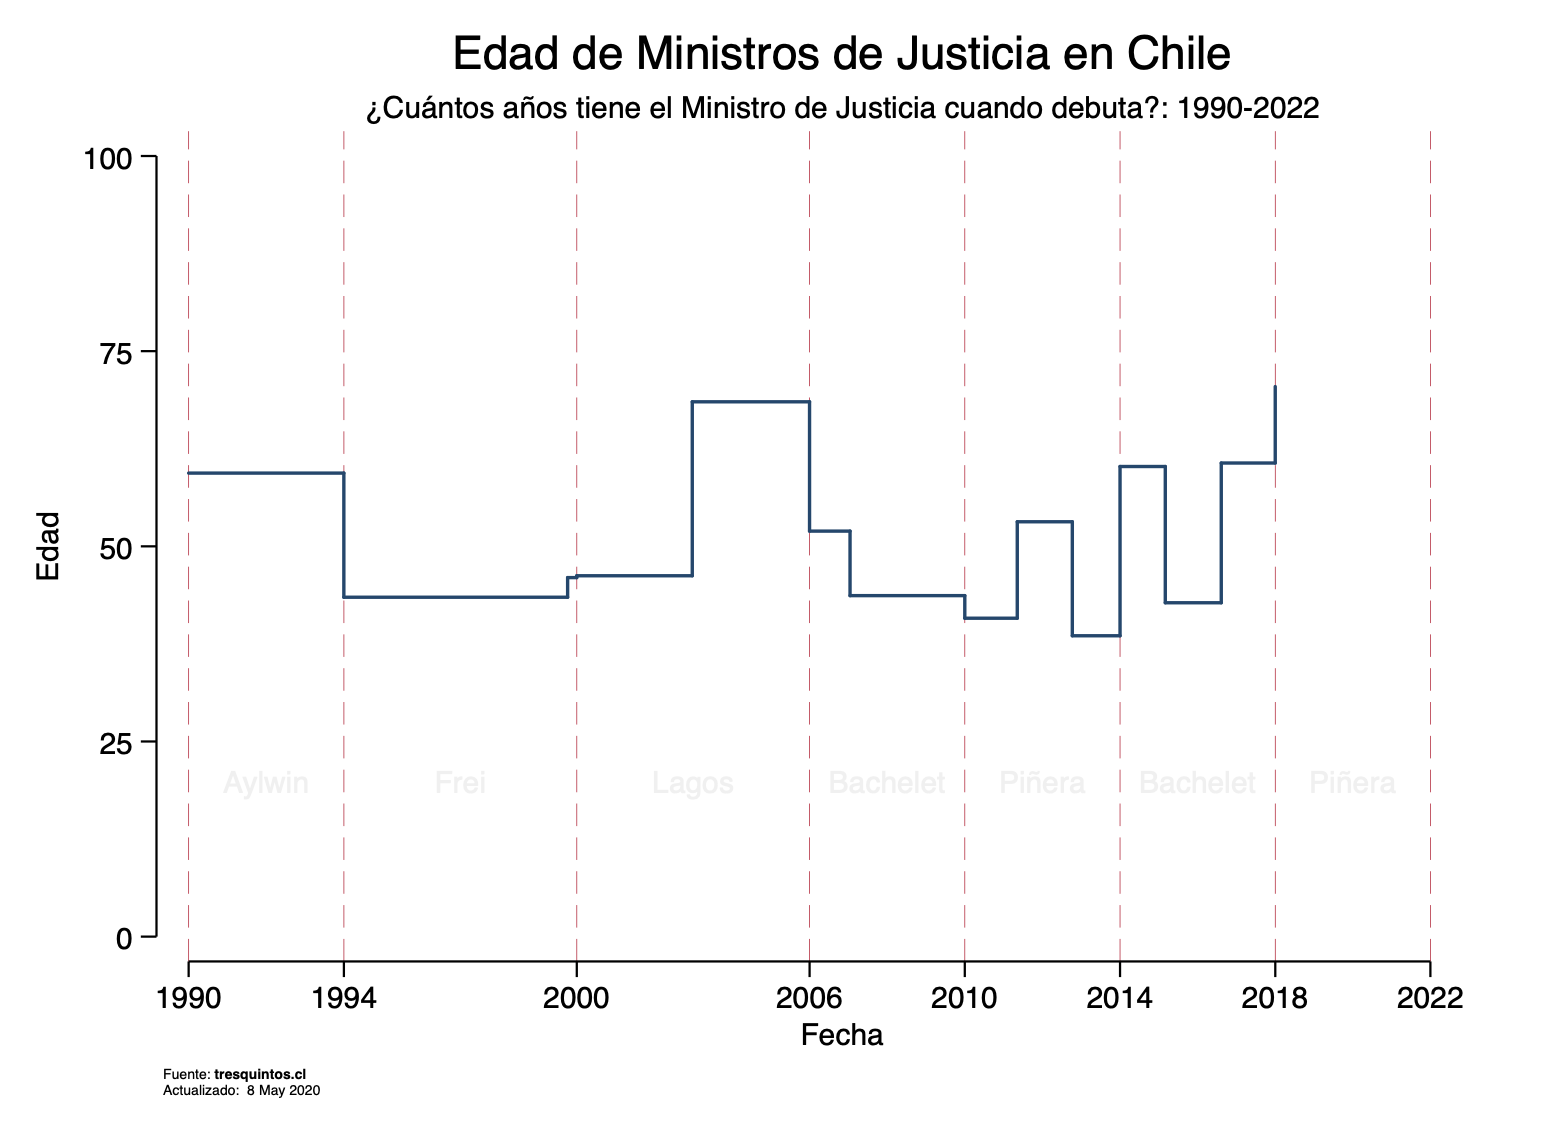 Edad de Ministros de Justicia en Chile
¿Cuántos años tiene el Ministro de Justicia cuando debuta?: 1990-2022
100
75
50
25
0
Edad
Aylwin Frei Lagos Bachelet Piñera Bachelet Piñera
1990 1994 2000 2006 2010 2014 2018 2022
Fecha
Fuente: tresquintos.cl
Actualizado: 8 May 2020